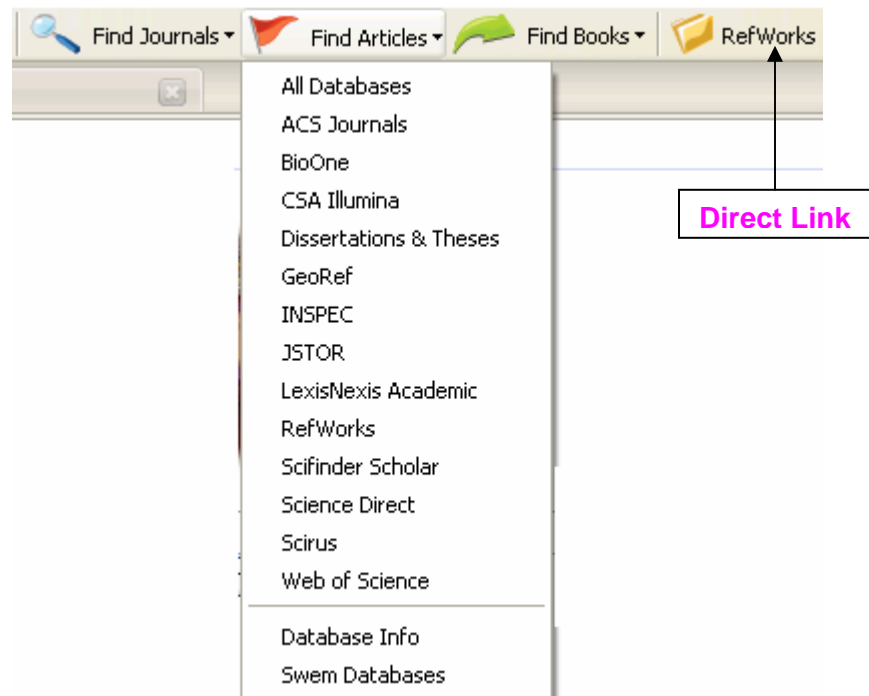 Find Journals Find Articles Find Books RefWorks
All Databases
ACS Journals
BioOne
CSA Illumina
Direct Link
Dissertations & Theses
GeoRef
INSPEC
JSTOR
LexisNexis Academic
RefWorks
Scifinder Scholar
Science Direct
Scirus
Web of Science
Database Info
Swem Databases